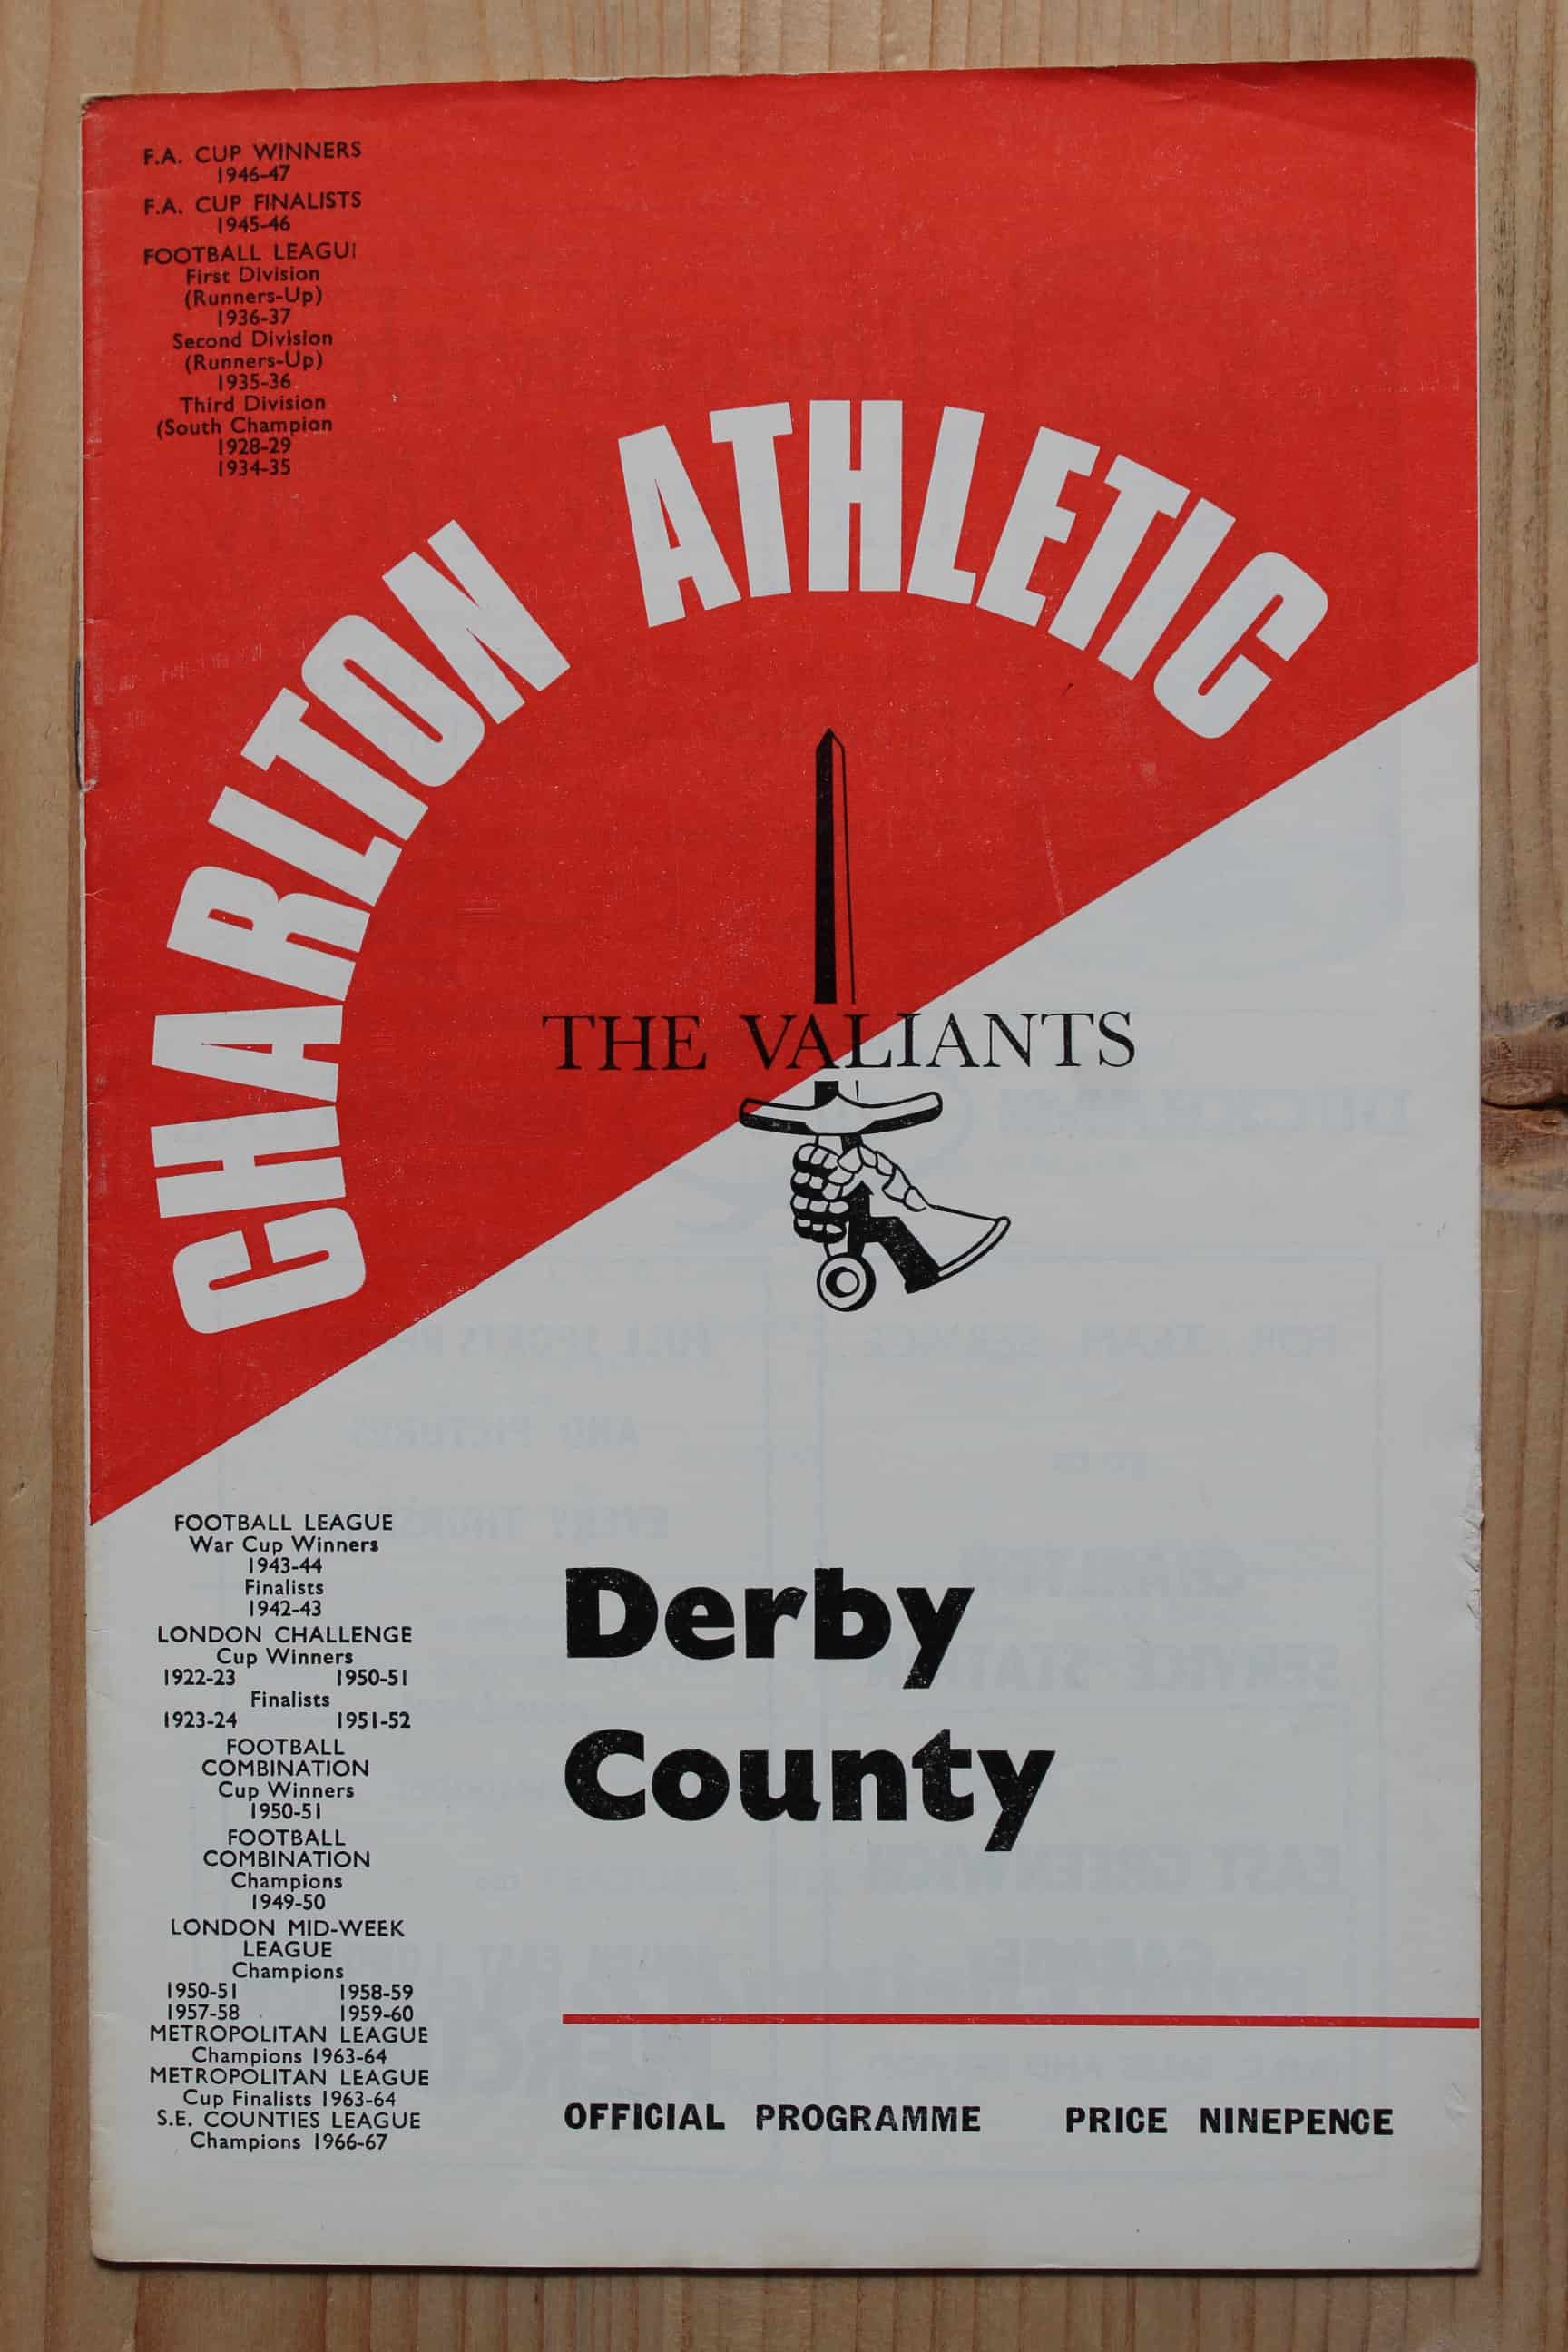 F.A. CUP WINNERS
1946-47
F.A. CUP FINALISTS
1945-46
FOOTBALL LEAGUI
First Division
(Runners-Up)
1936-37
Second Division
(Runners-Up)
1935-36
Third Division
(South Champion
1928-29
1934-35
CHARLTON ATHLETIC
THE VALIANTS
FOOTBALL LEAGUE
War Cup Winners
1943-44
Finalists
1942-43
LONDON CHALLENGE
Cup Winners
1922-23 1950-51
Finalists
1923-24 1951-52
FOOTBALL
COMBINATION
Cup Winners
1950-51
FOOTBALL
COMBINATION
Champions
1949-50
LONDON MID-WEEK
LEAGUE
Champions
1950-51 1958-59
1957-58 1959-60
METROPOLITAN LEAGUE
Champions 1963-64
METROPOLITAN LEAGUE
Cup Finalists 1963-64
S.E. COUNTIES LEAGUE
Champions 1966-67
Derby
County
OFFICIAL PROGRAMME PRICE NINEPENCE